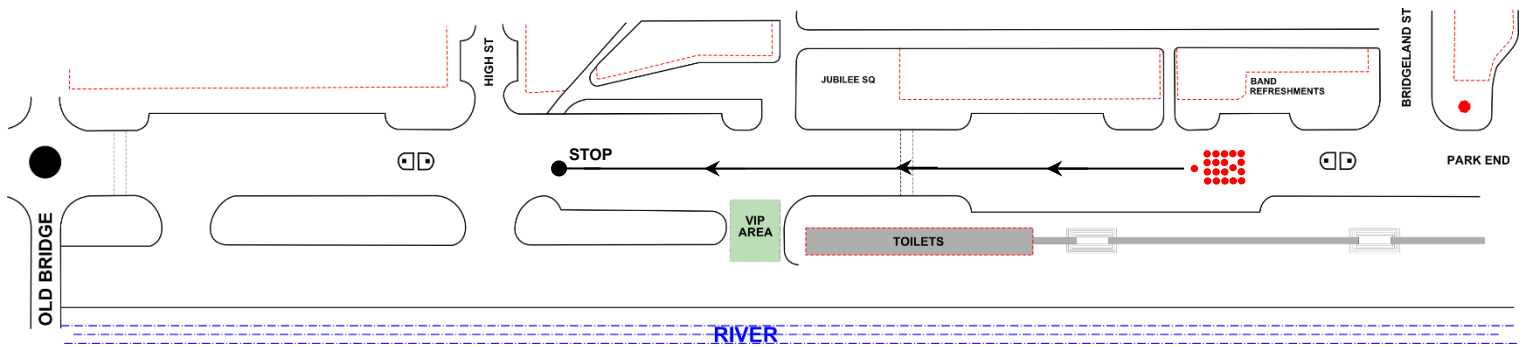 HIGH ST
BRIDGELAND ST
JUBILEE SQ
BAND
REFRESHMENTS
STOP
PARK END
VIP
AREA
TOILETS
OLD BRIDGE
RIVER